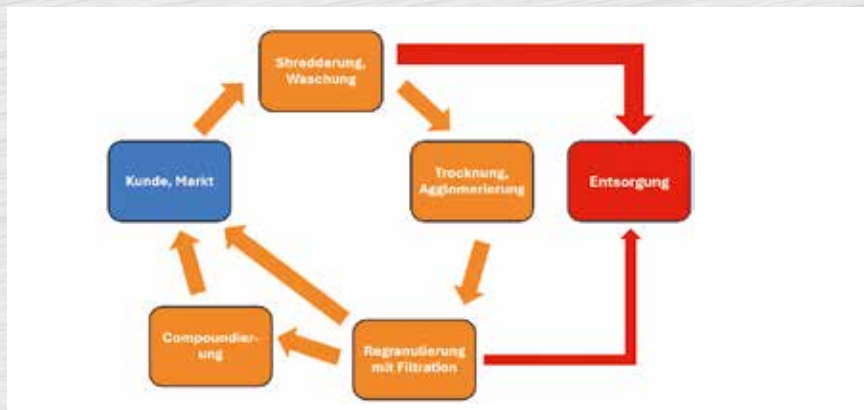 Shredderung,
Waschung
Kunde, Markt
Trocknung,
Agglomerierung
Entsorgung
Compoundier-
ung
Regranulierung
mit Filtration